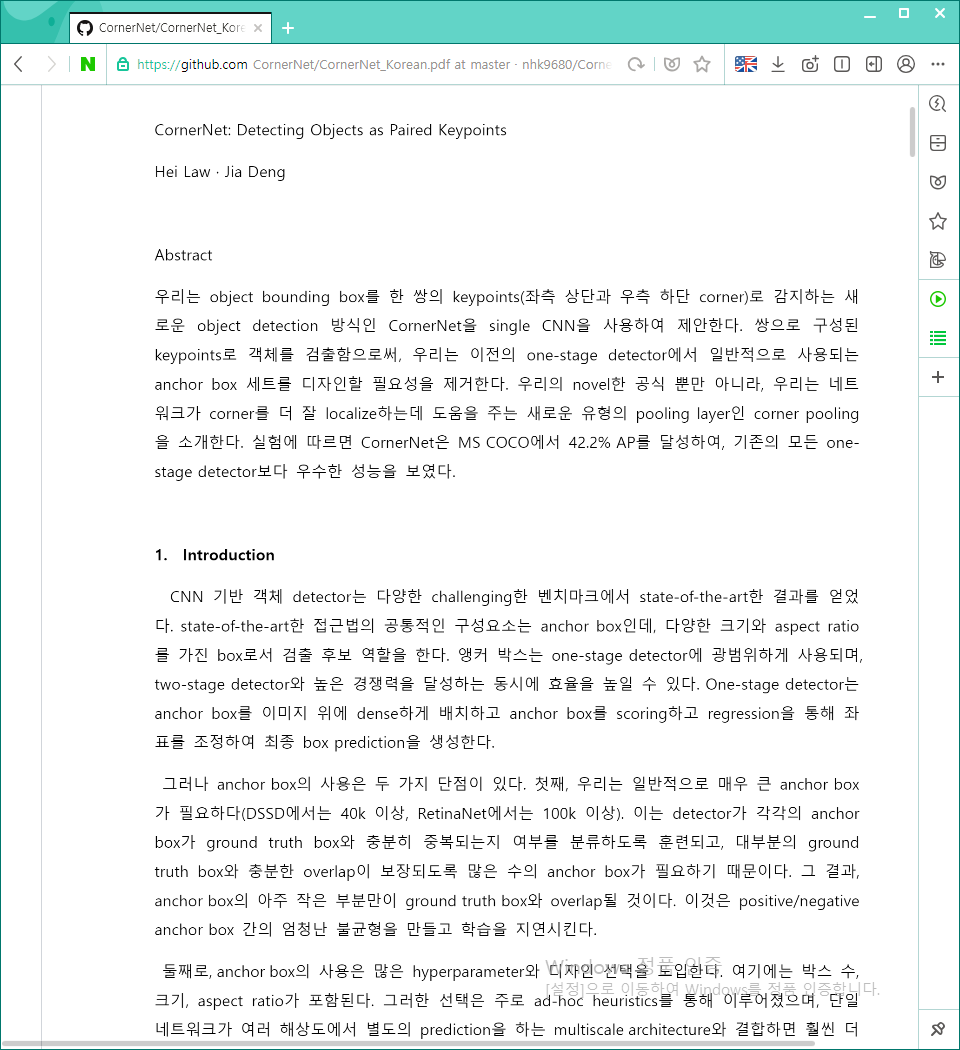 CornerNet/CornerNet_Kore
https://github.com CornerNet/CornerNet_Korean.pdf at master · nhk9680/Corne
CornerNet: Detecting Objects as Paired Keypoints
Hei Law · Jia Deng
Abstract
우리는 object bounding box를 한 쌍의 keypoints(좌측 상단과 우측 하단 corner)로 감지하는 새
로운 object detection 방식인 CornerNet을 single CNN을 사용하여 제안한다. 쌍으로 구성된
keypoints로 객체를 검출함으로써, 우리는 이전의 one-stage detector에서 일반적으로 사용되는
anchor box 세트를 디자인할 필요성을 제거한다. 우리의 novel한 공식 뿐만 아니라, 우리는 네트
워크가 corner를 더 잘 localize하는데 도움을 주는 새로운 유형의 pooling layer인 corner pooling
을 소개한다. 실험에 따르면 CornerNet은 MS COCO에서 42.2% AP를 달성하여, 기존의 모든 one-
stage detector보다 우수한 성능을 보였다.
1. Introduction
CNN 기반 객체 detector는 다양한 challenging한 벤치마크에서 state-of-the-art한 결과를 얻었
다. state-of-the-art한 접근법의 공통적인 구성요소는 anchor box인데, 다양한 크기와 aspect ratio
를 가진 box로서 검출 후보 역할을 한다. 앵커 박스는 one-stage detector에 광범위하게 사용되며,
two-stage detector와 높은 경쟁력을 달성하는 동시에 효율을 높일 수 있다. One-stage detector는
anchor box를 이미지 위에 dense하게 배치하고 anchor box를 scoring하고 regression을 통해 좌
표를 조정하여 최종 box prediction을 생성한다.
그러나 anchor box의 사용은 두 가지 단점이 있다. 첫째, 우리는 일반적으로 매우 큰 anchor box
가 필요하다(DSSD에서는 40k 이상, RetinaNet에서는 100k 이상). 이는 detector가 각각의 anchor
box가 ground truth box와 충분히 중복되는지 여부를 분류하도록 훈련되고, 대부분의 ground
truth box와 충분한 overlap이 보장되도록 많은 수의 anchor box가 필요하기 때문이다. 그 결과,
anchor box의 아주 작은 부분만이 ground truth box와 overlap될 것이다. 이것은 positive/negative
anchor box 간의 엄청난 불균형을 만들고 학습을 지연시킨다.
둘째로, anchor box의 사용은 많은 hyperparameter와 디자인 선택을 도입한다. 여기에는 박스 수,
크기, aspect ratio가 포함된다. 그러한 선택은 주로 ad-hoc heuristics를 통해 이루어졌으며, 단일
네트워크가 여러 해상도에서 별도의 prediction을 하는 multiscale architecture와 결합하면 훨씬 더
Windows 정품 인증
[설정]으로 이동하여 Windows를 정품 인증합니다.